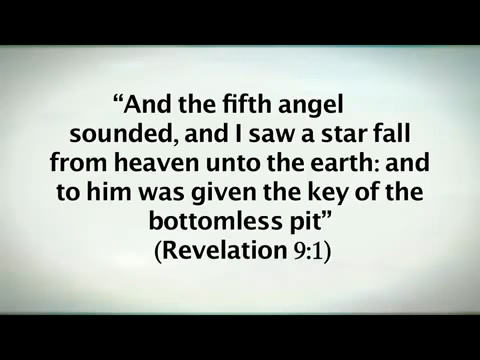 “And the fifth angel
sounded, and I saw a star fall
from heaven unto the earth: and
to him was given the key of the
bottomless pit”
(Revelation 9:1)